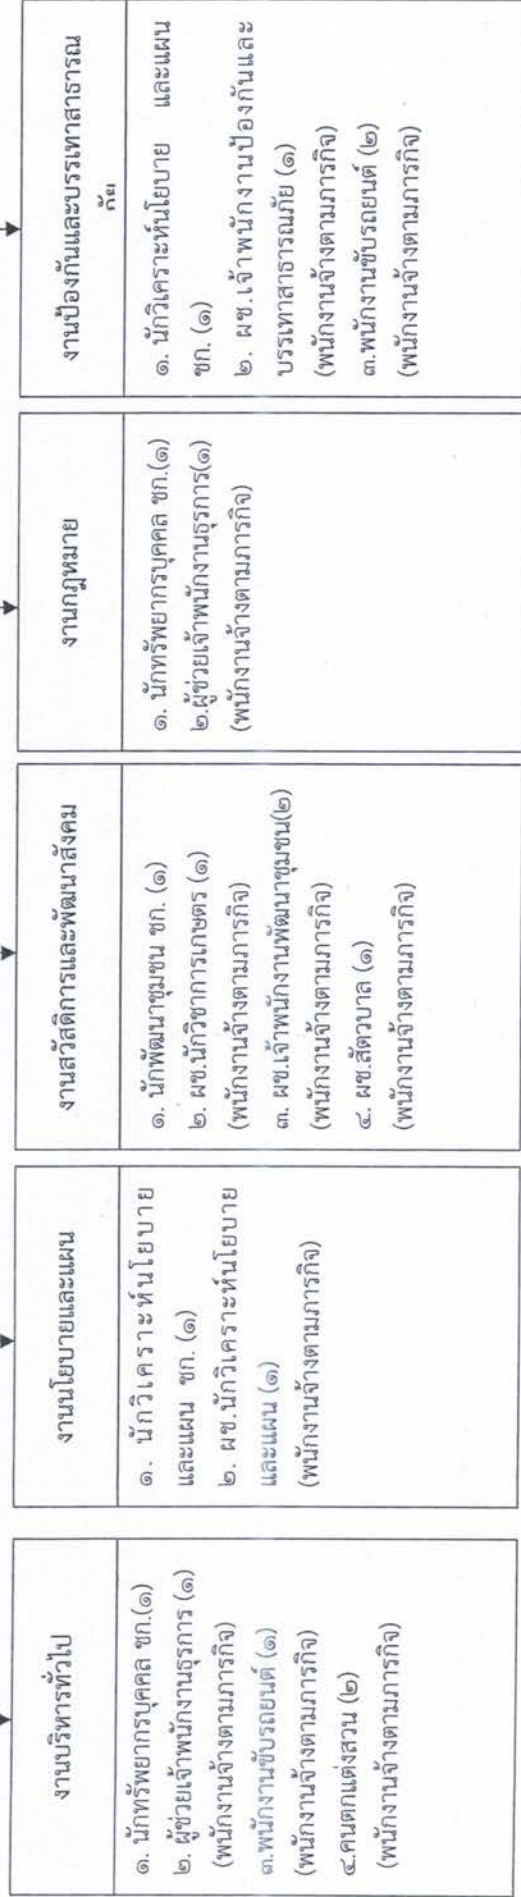 งานบริหารทั่วไป
๑. นักทรัพยากรบุคคล ชก.(๑)
๒. ผู้ช่วยเจ้าพนักงานธุรการ (๑)
(พนักงานจ้างตามภารกิจ)
๓.พนักงานขับรถยนต์ (๑)
(พนักงานจ้างตามภารกิจ)
๔.คนตกแต่งสวน (๒)
(พนักงานจ้างตามภารกิจ)
งานนโยบายและแผน
๑. นักวิเคราะห์นโยบาย
และแผน ชก. (๑)
๒. ผช.นักวิเคราะห์นโยบาย
และแผน (๑)
(พนักงานจ้างตามภารกิจ)
งานสวัสดิการและพัฒนาสังคม
๑. นักพัฒนาชุมชน ชก. (๑)
๒. ผช.นักวิชาการเกษตร (๑)
(พนักงานจ้างตามภารกิจ)
๓. ผช.เจ้าพนักงานพัฒนาชุมชน(๒)
(พนักงานจ้างตามภารกิจ)
๔. ผช.สัตวบาล (๑)
(พนักงานจ้างตามภารกิจ)
งานกฎหมาย
๑. นักทรัพยากรบุคคล ชก.(๑)
๒.ผู้ช่วยเจ้าพนักงานธุรการ(๑)
(พนักงานจ้างตามภารกิจ)
งานป้องกันและบรรเทาสาธารณ
ภัย
๑. นักวิเคราะห์นโยบาย และแผน
ชก. (๑)
๒. ผช.เจ้าพนักงานป้องกันและ
บรรเทาสาธารณภัย (๑)
(พนักงานจ้างตามภารกิจ)
๓.พนักงานขับรถยนต์ (๒)
(พนักงานจ้างตามภารกิจ)